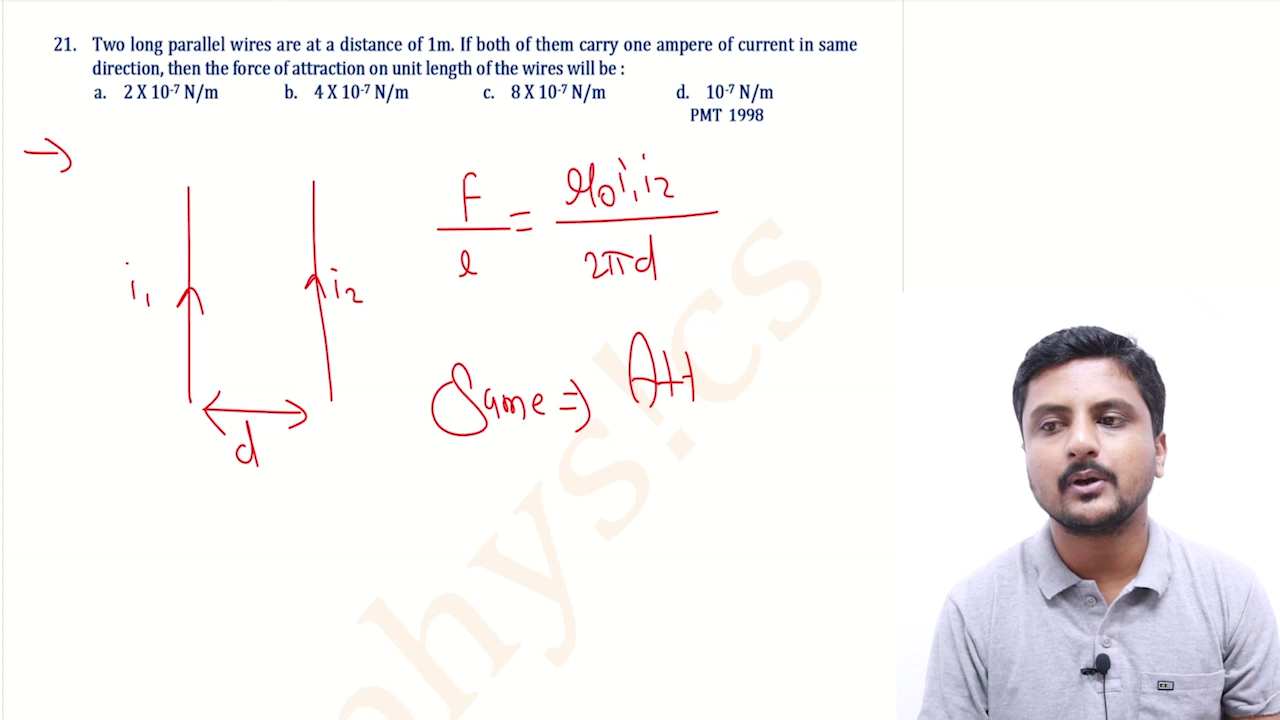 21. Two long parallel wires are at a distance of 1m. If both of them carry one ampere of current in same
direction, then the force of attraction on unit length of the wires will be :
a. 2 X 10⁻⁷ N/m b. 4 X 10⁻⁷ N/m c. 8 X 10⁻⁷ N/m d. 10⁻⁷ N/m
PMT 1998
→
F/l = μ₀i₁i₂/2πd
i₁ i₂
Same ⇒ Att
d
phys!cs